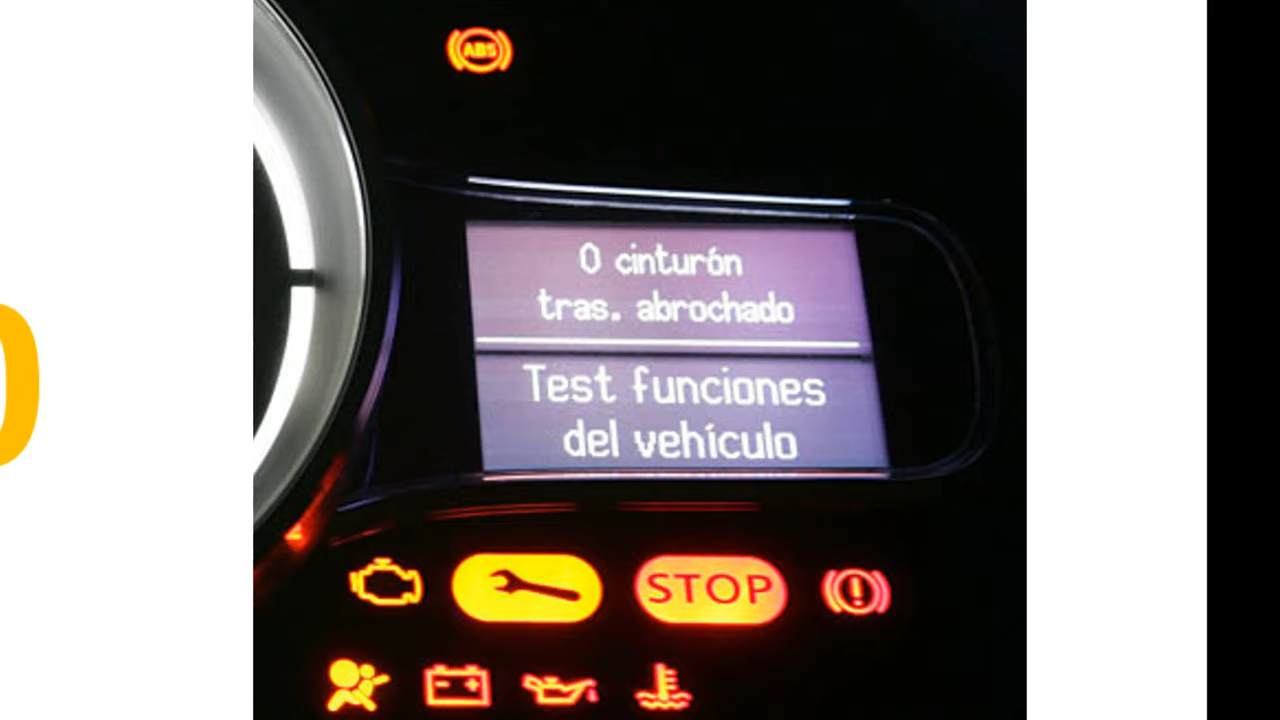 ABS
0 cinturón
tras. abrochado
Test funciones
del vehículo
STOP